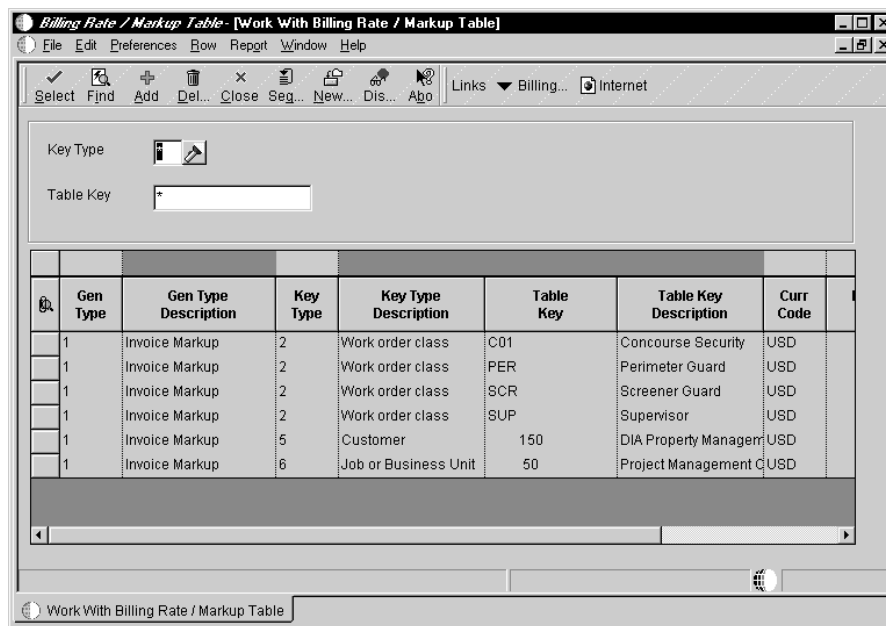 Billing Rate / Markup Table - [Work With Billing Rate / Markup Table]
File Edit Preferences Row Report Window Help
Select Find Add Del... Close Seq... New... Dis... Abo Links Billing... Internet
Key Type *
Table Key *
Gen Type Gen Type Description Key Type Key Type Description Table Key Table Key Description Curr Code
1 Invoice Markup 2 Work order class C01 Concourse Security USD
1 Invoice Markup 2 Work order class PER Perimeter Guard USD
1 Invoice Markup 2 Work order class SCR Screener Guard USD
1 Invoice Markup 2 Work order class SUP Supervisor USD
1 Invoice Markup 5 Customer 150 DIA Property Managem USD
1 Invoice Markup 6 Job or Business Unit 50 Project Management C USD
Work With Billing Rate / Markup Table